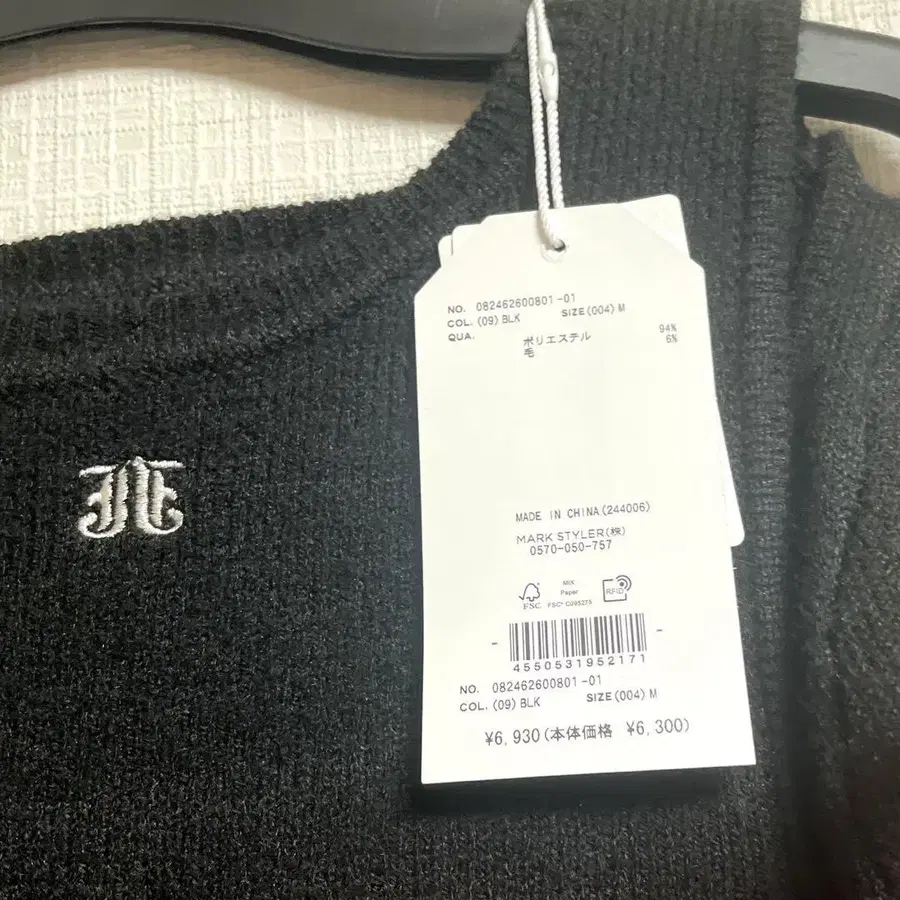 NO. 082462600801-01
COL. (09) BLK SIZE(004) M
QUA. ポリエステル 94%
毛 6%
MADE IN CHINA(244006)
MARK STYLER(株)
0570-050-757
FSC
MIX
Paper
FSC® C095275
RFID
4550531952171
NO. 082462600801-01
COL. (09) BLK SIZE(004) M
¥6,930(本体価格 ¥6,300)